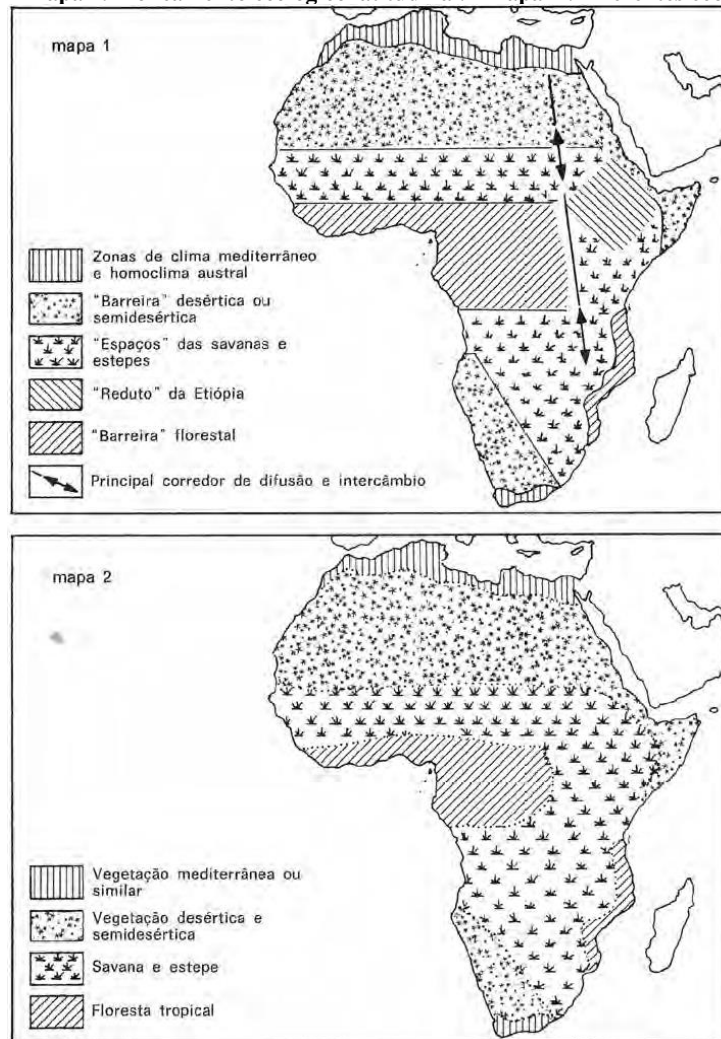 mapa 1
Zonas de clima mediterrâneo
e homoclima austral
"Barreira" desértica ou
semidesértica
"Espaços" das savanas e
estepes
"Reduto" da Etiópia
"Barreira" florestal
Principal corredor de difusão e intercâmbio
mapa 2
Vegetação mediterrânea ou
similar
Vegetação desértica e
semidesértica
Savana e estepe
Floresta tropical